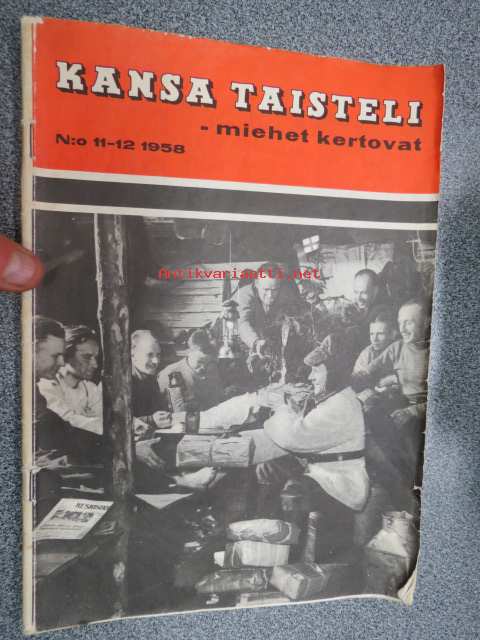 KANSA TAISTELI
- miehet kertovat
N:o 11-12 1958
Antikvariaatti.net